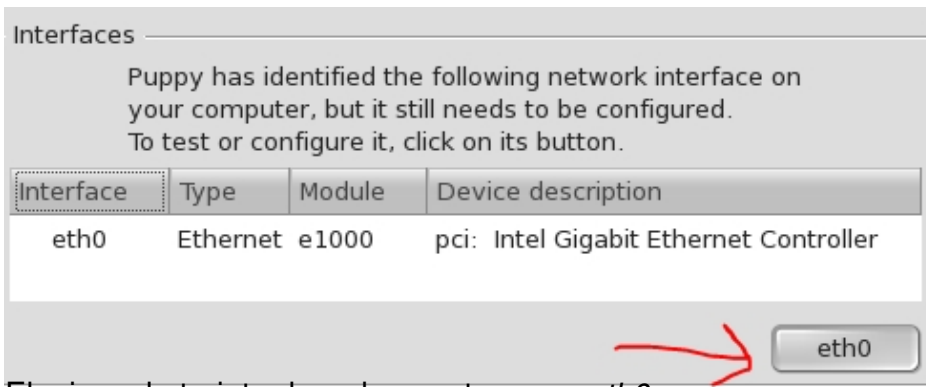 Interfaces
Puppy has identified the following network interface on
your computer, but it still needs to be configured.
To test or configure it, click on its button.
Interface Type Module Device description
eth0 Ethernet e1000 pci: Intel Gigabit Ethernet Controller
eth0